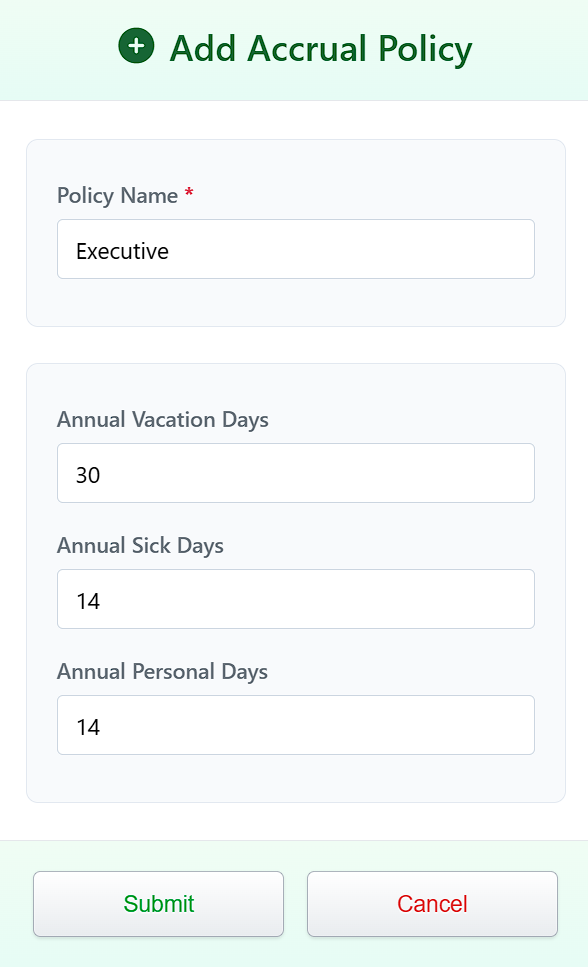 Add Accrual Policy
Policy Name *
Executive
Annual Vacation Days
30
Annual Sick Days
14
Annual Personal Days
14
Submit Cancel